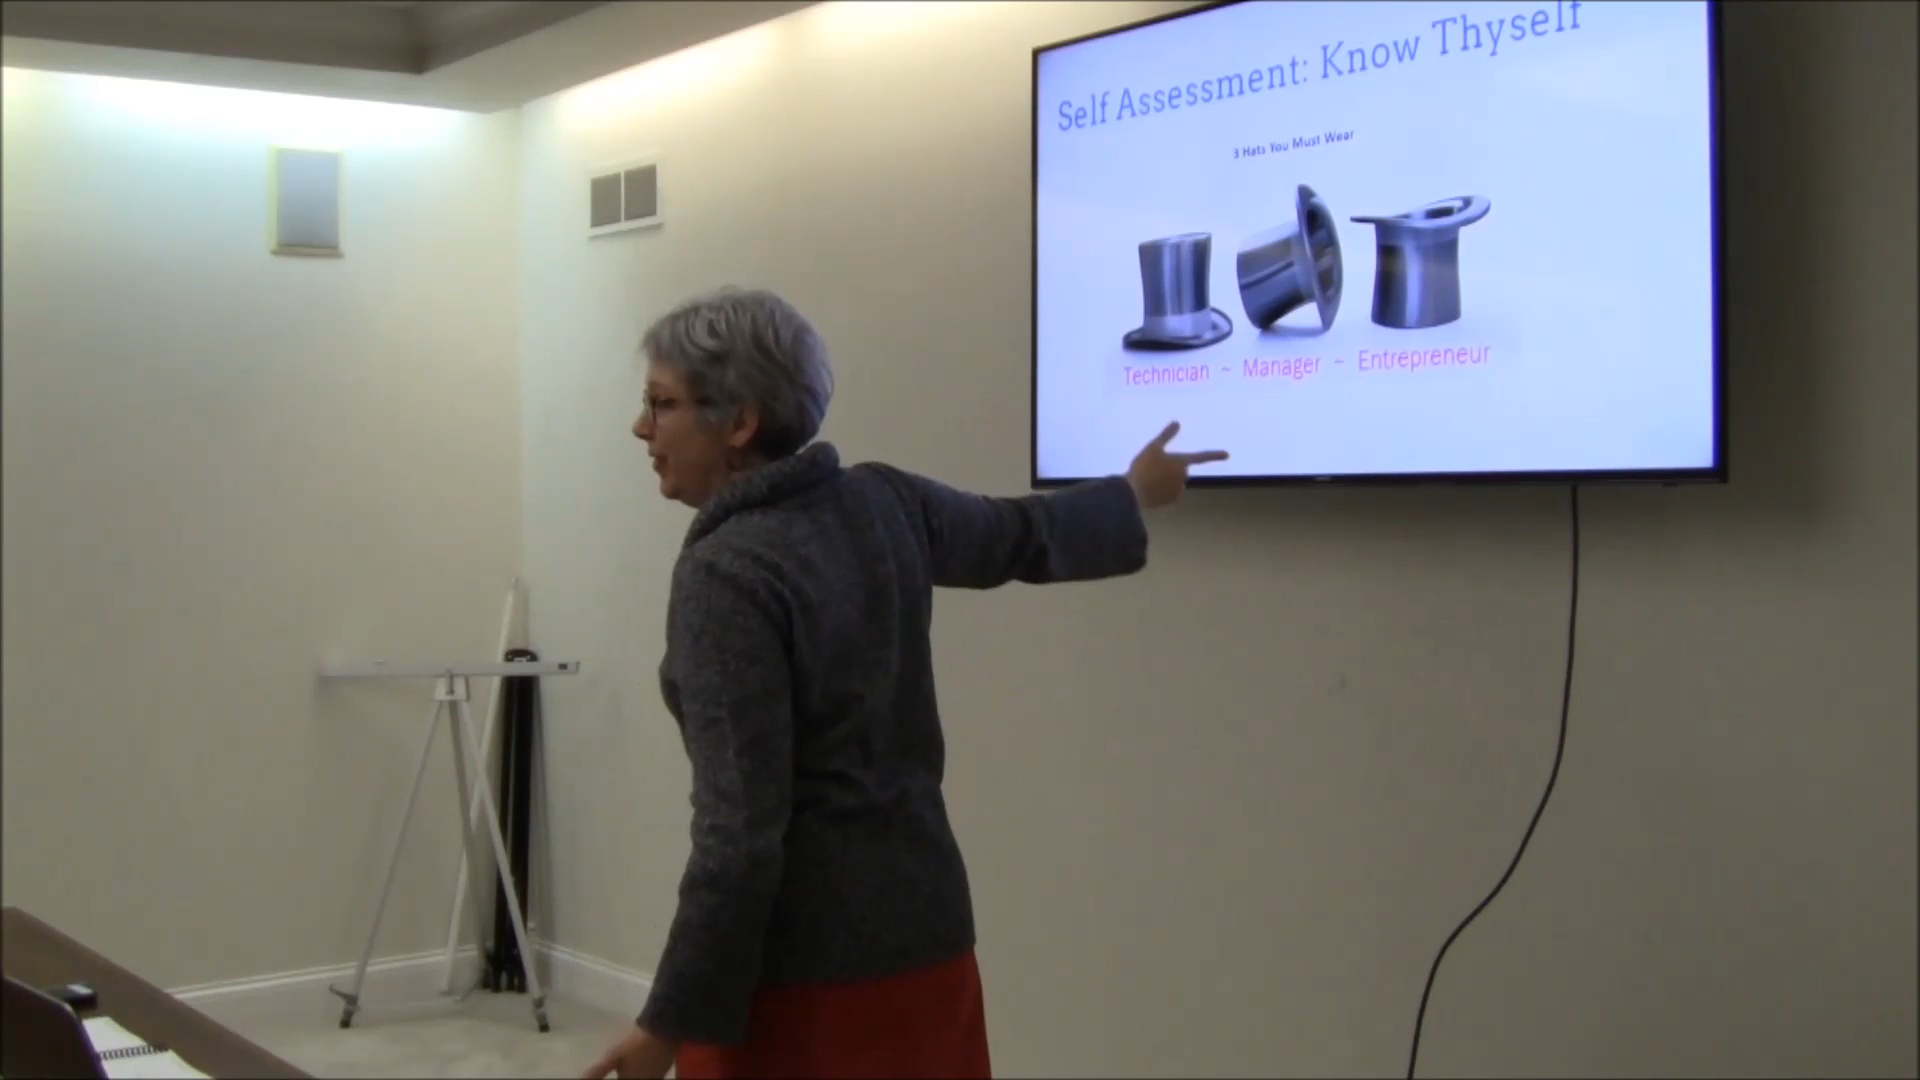 Self Assessment: Know Thyself
3 Hats You Must Wear
Technician ~ Manager ~ Entrepreneur